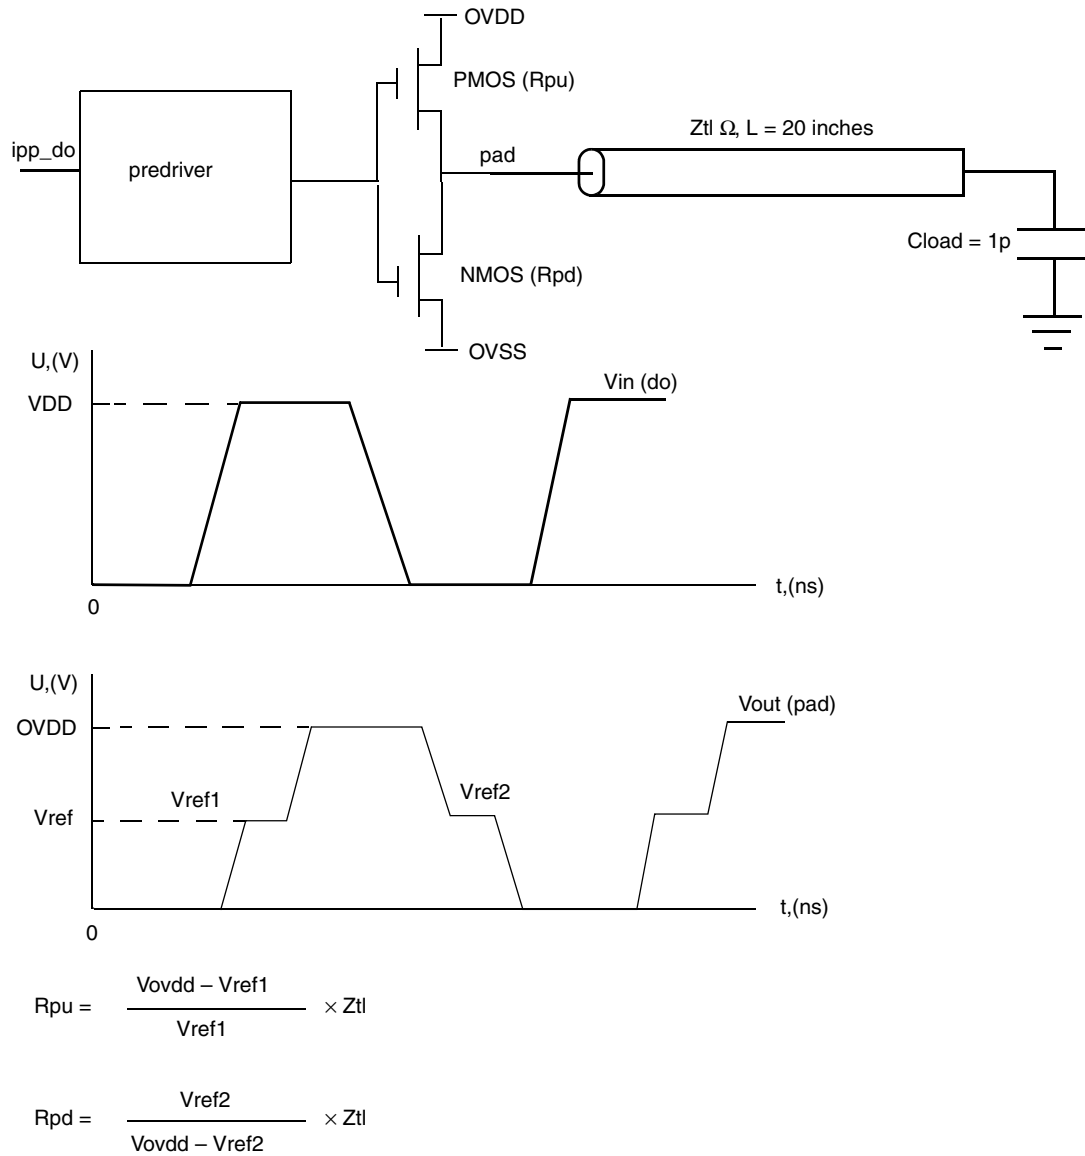 OVDD
PMOS (Rpu)
Ztl Ω, L = 20 inches
ipp_do
predriver
pad
Cload = 1p
NMOS (Rpd)
OVSS
U,(V)
VDD
Vin (do)
t,(ns)
0
U,(V)
OVDD
Vout (pad)
Vref1
Vref2
Vref
t,(ns)
0
Vovdd – Vref1
Rpu = × Ztl
Vref1
Vref2
Rpd = × Ztl
Vovdd – Vref2